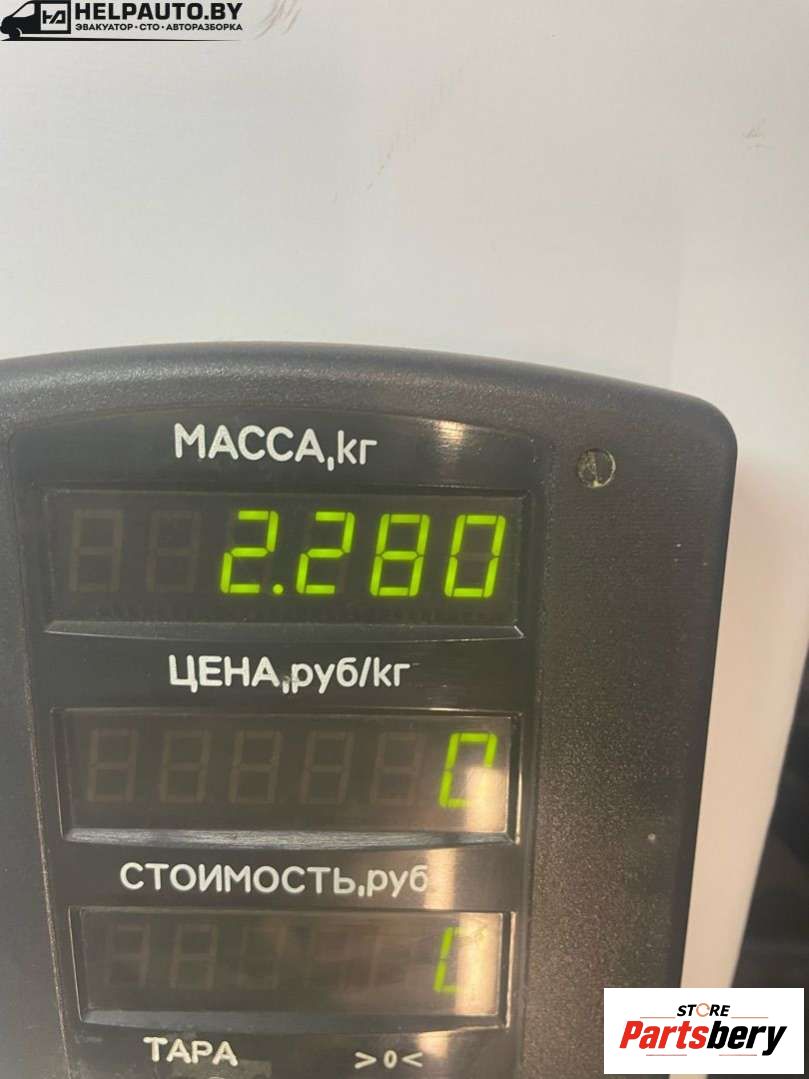 HELPAUTO.BY
ЭВАКУАТОР•СТО•АВТОРАЗБОРКА
МАССА,кг
2.280
ЦЕНА,руб/кг
0
СТОИМОСТЬ,руб
0
ТАРА >0<
STORE
Partsbery